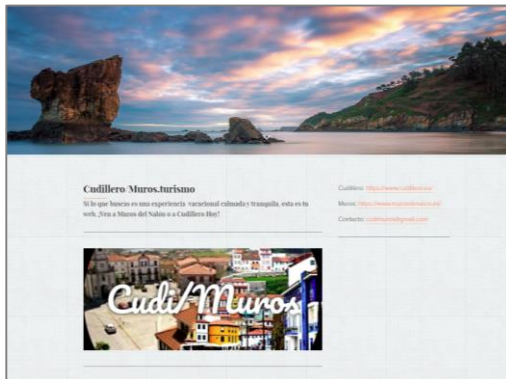 Cudillero/Muros.turismo
Si lo que buscas es una experiencia vacacional calmada y tranquila, esta es tu
web. ¡Ven a Muros del Nalón o a Cudillero Hoy!
Cudi/Muros
Cudillero: https://www.cudillero.es/
Muros: https://www.murosdenalon.es/
Contacto: